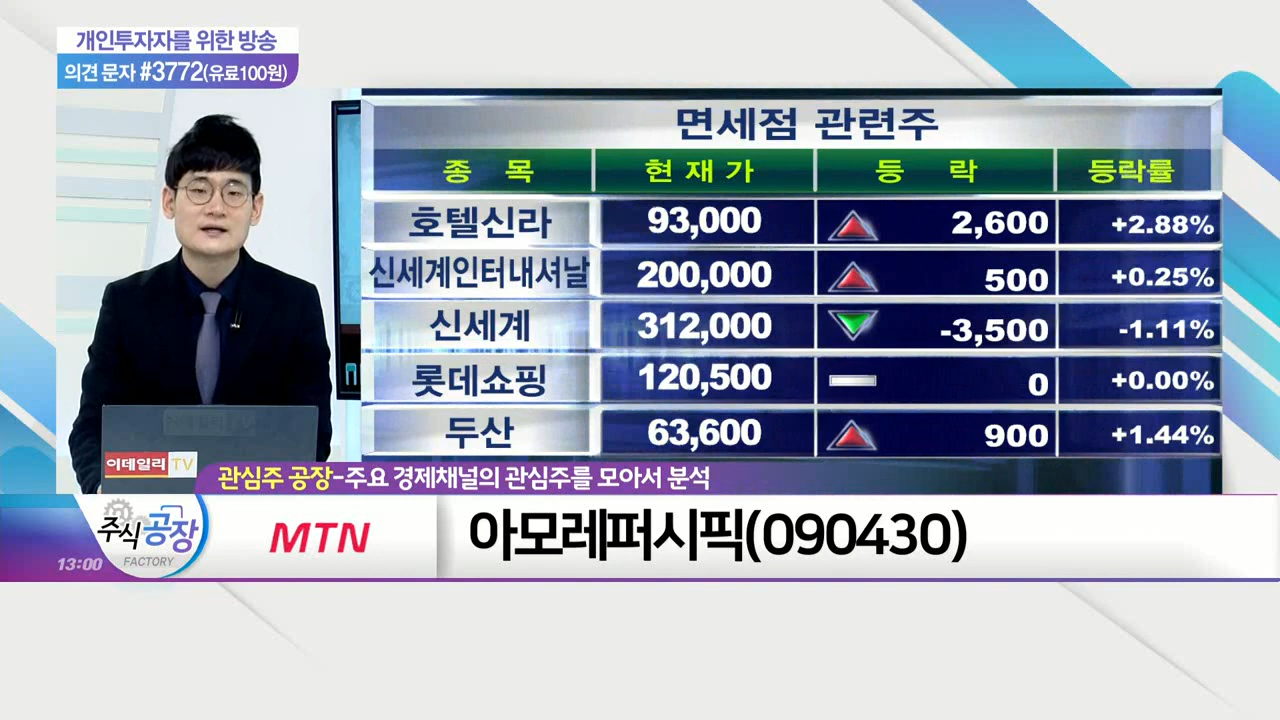 개인투자자를 위한 방송
의견 문자 #3772(유료100원)
면세점 관련주
종 목 현 재 가 등 락 등락률
호텔신라 93,000 2,600 +2.88%
신세계인터내셔날 200,000 500 +0.25%
신세계 312,000 -3,500 -1.11%
롯데쇼핑 120,500 0 +0.00%
두산 63,600 900 +1.44%
이데일리 TV
관심주 공장-주요 경제채널의 관심주를 모아서 분석
주식공장
FACTORY
13:00
MTN
아모레퍼시픽(090430)